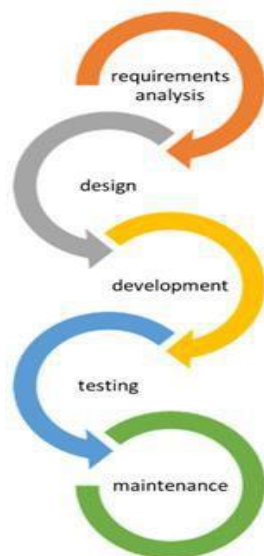 requirements
analysis
design
development
testing
maintenance